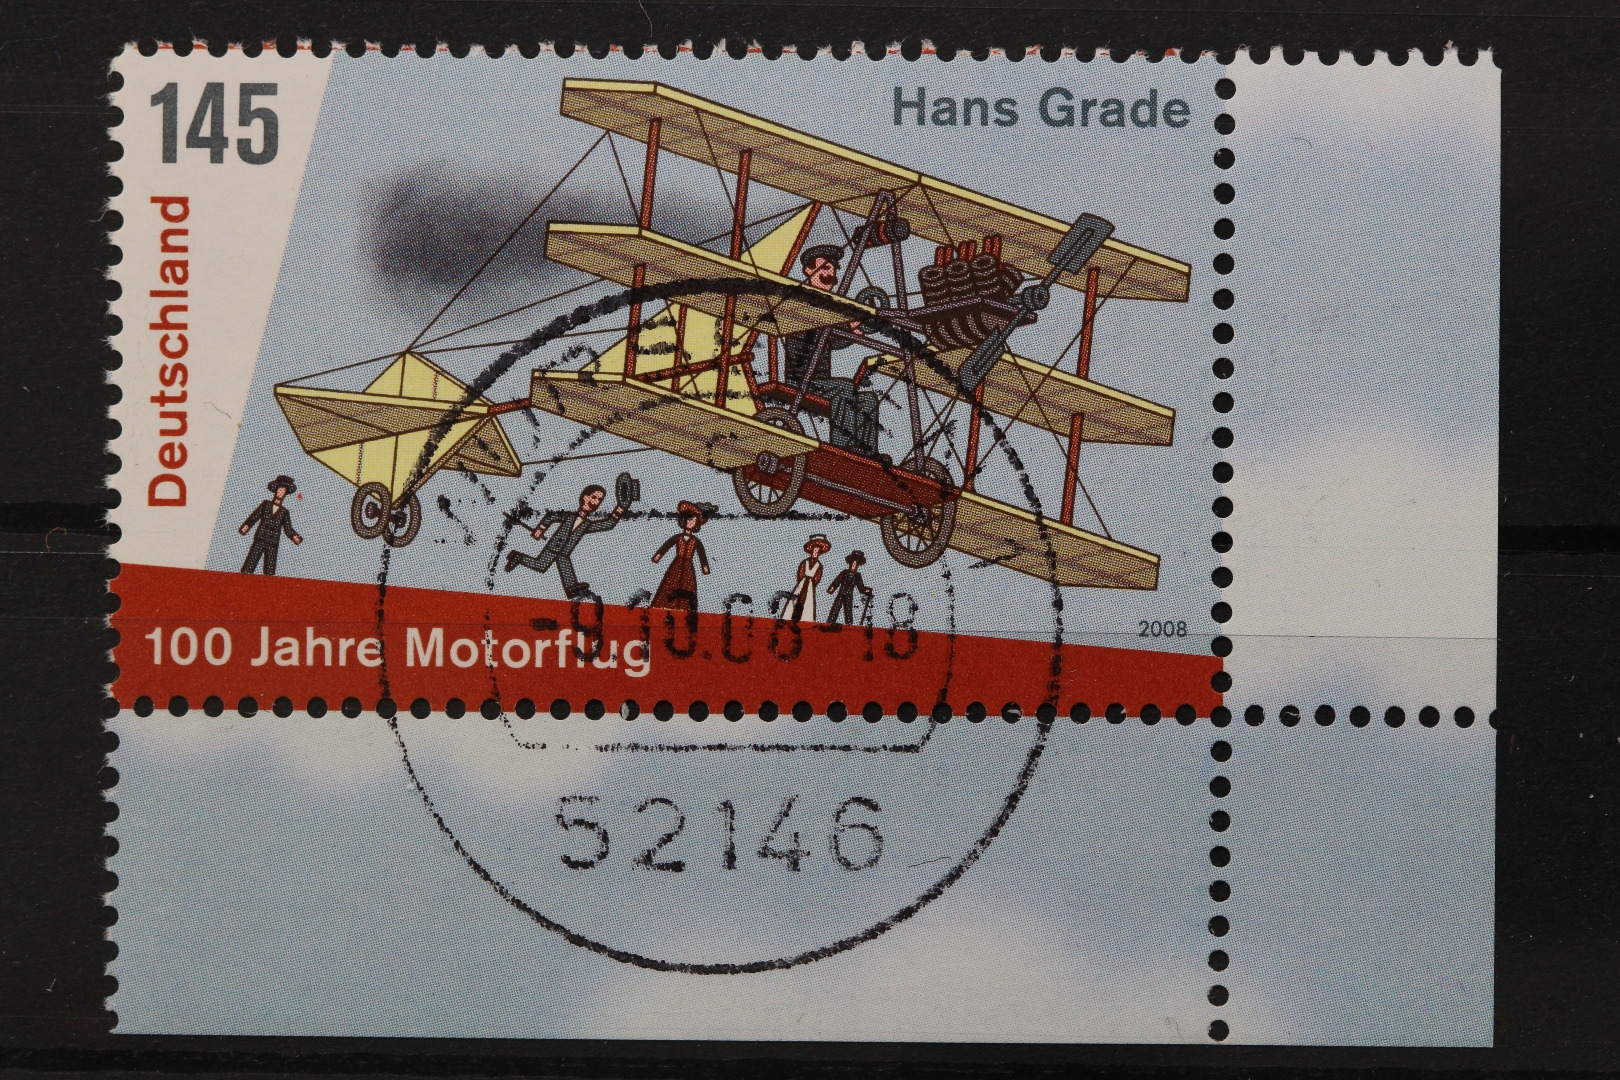 145
Hans Grade
Deutschland
100 Jahre Motorflug
2008
-9.10.08-18
52146